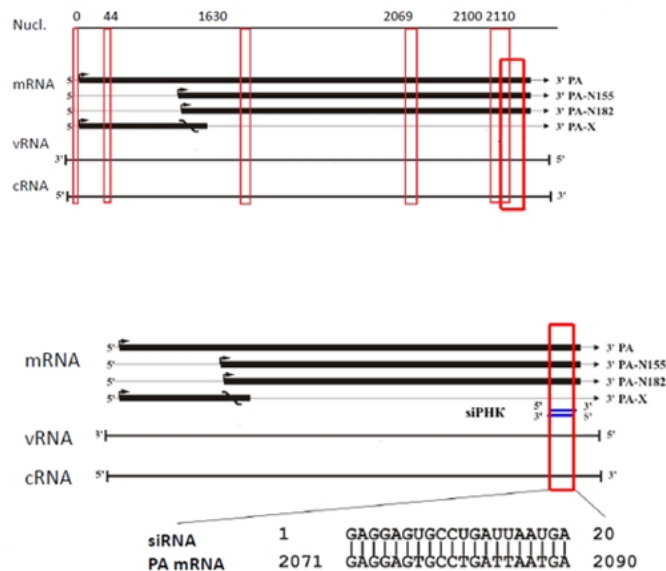 Nucl. 0 44 1630 2069 2100 2110
mRNA
5' 3' PA
5' 3' PA-N155
5' 3' PA-N182
5' 3' PA-X
vRNA
3' 5'
cRNA
5' 3'
mRNA
5' 3' PA
5' 3' PA-N155
5' 3' PA-N182
5' 3' PA-X
siРНК 5' 3'
3' 5'
vRNA
3' 5'
cRNA
5' 3'
siRNA 1 GAGGAGUGCCUGAUUAAUGA 20
PA mRNA 2071 GAGGAGTGCCTGATTAATGA 2090